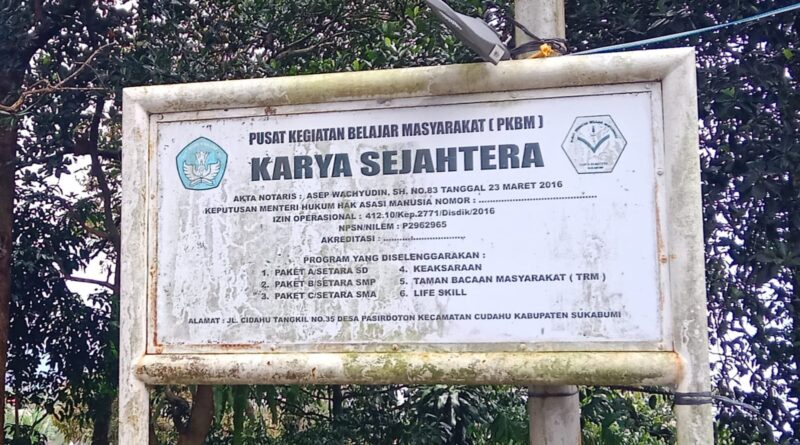 PUSAT KEGIATAN BELAJAR MASYARAKAT ( PKBM )
KARYA SEJAHTERA
AKTA NOTARIS : ASEP WACHYUDIN, SH. NO.83 TANGGAL 23 MARET 2016
KEPUTUSAN MENTERI HUKUM HAK ASASI MANUSIA NOMOR : ..............................
IZIN OPERASIONAL : 412.10/Kep.2771/Disdik/2016
NPSN/NILEM : P2962965
AKREDITASI : .........................
PROGRAM YANG DISELENGGARAKAN :
1. PAKET A/SETARA SD
2. PAKET B/SETARA SMP
3. PAKET C/SETARA SMA
4. KEAKSARAAN
5. TAMAN BACAAN MASYARAKAT ( TRM )
6. LIFE SKILL
ALAMAT : JL. CIDAHU TANGKIL NO.35 DESA PASIRDOTON KECAMATAN CUDAHU KABUPATEN SUKABUMI